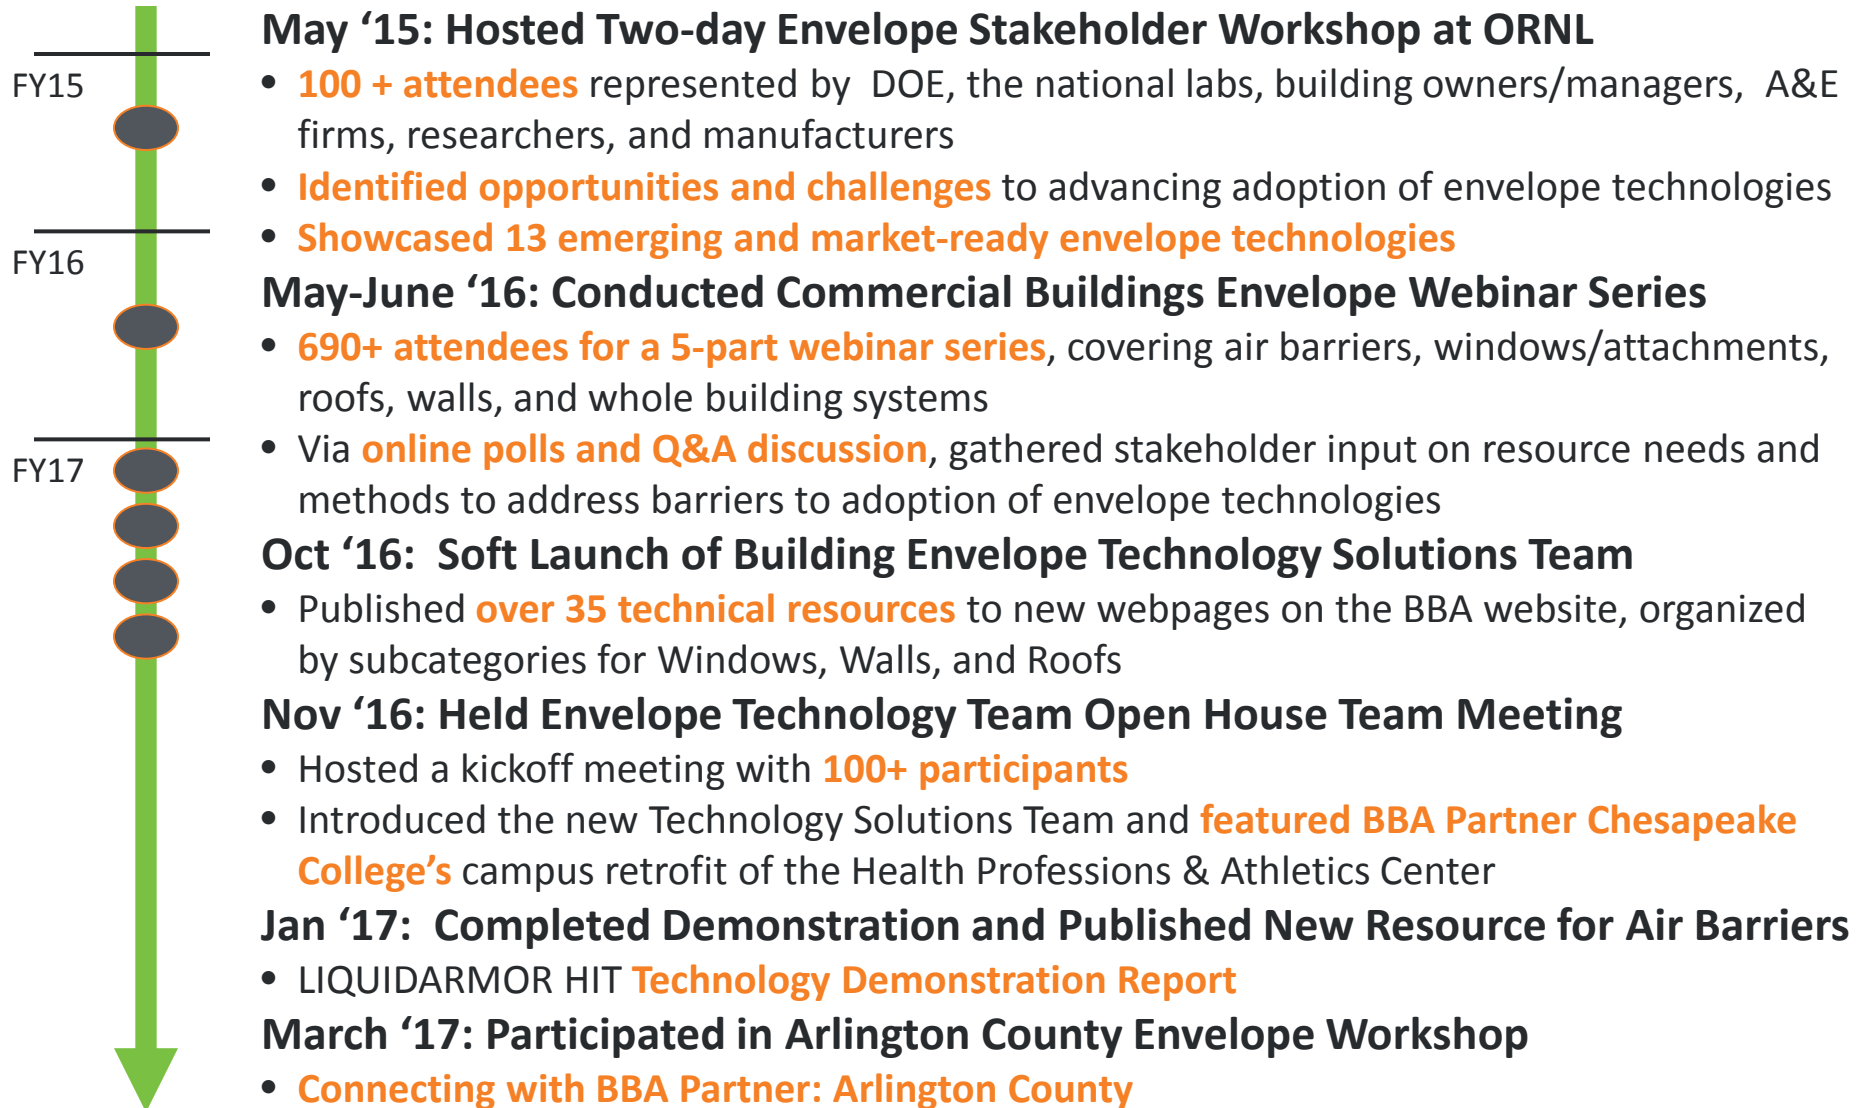 May ‘15: Hosted Two-day Envelope Stakeholder Workshop at ORNL
FY15
• 100 + attendees represented by DOE, the national labs, building owners/managers, A&E
firms, researchers, and manufacturers
• Identified opportunities and challenges to advancing adoption of envelope technologies
• Showcased 13 emerging and market-ready envelope technologies
FY16
May-June ‘16: Conducted Commercial Buildings Envelope Webinar Series
• 690+ attendees for a 5-part webinar series, covering air barriers, windows/attachments,
roofs, walls, and whole building systems
• Via online polls and Q&A discussion, gathered stakeholder input on resource needs and
methods to address barriers to adoption of envelope technologies
FY17
Oct ‘16: Soft Launch of Building Envelope Technology Solutions Team
• Published over 35 technical resources to new webpages on the BBA website, organized
by subcategories for Windows, Walls, and Roofs
Nov ‘16: Held Envelope Technology Team Open House Team Meeting
• Hosted a kickoff meeting with 100+ participants
• Introduced the new Technology Solutions Team and featured BBA Partner Chesapeake
College’s campus retrofit of the Health Professions & Athletics Center
Jan ‘17: Completed Demonstration and Published New Resource for Air Barriers
• LIQUIDARMOR HIT Technology Demonstration Report
March ‘17: Participated in Arlington County Envelope Workshop
• Connecting with BBA Partner: Arlington County